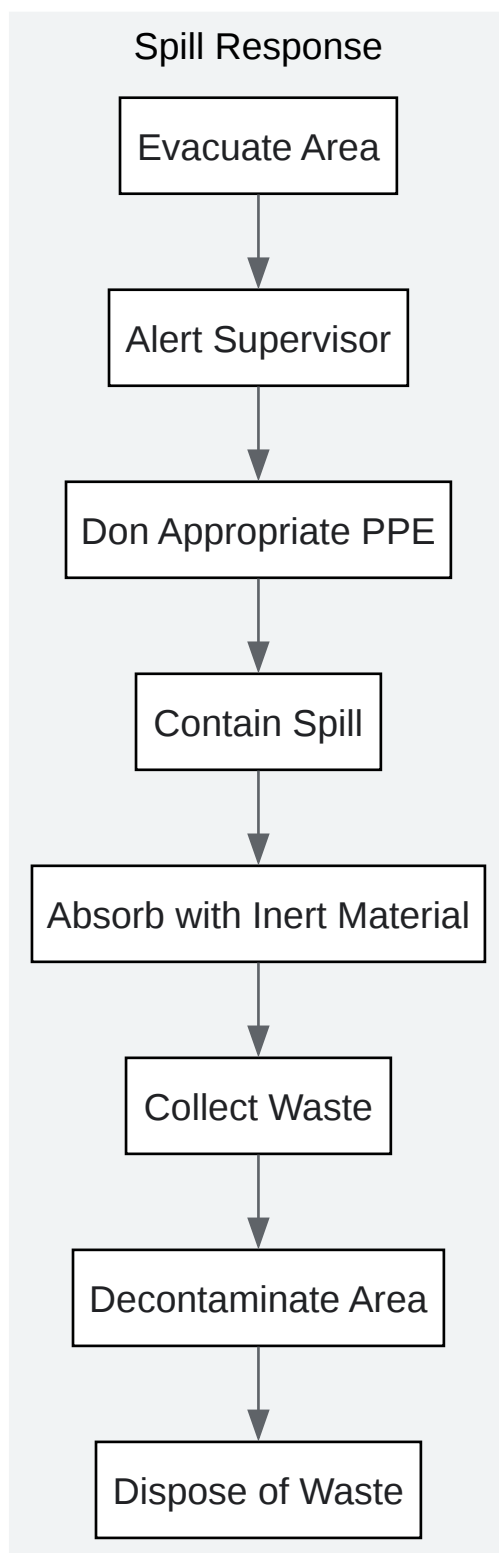 Spill Response
Evacuate Area
Alert Supervisor
Don Appropriate PPE
Contain Spill
Absorb with Inert Material
Collect Waste
Decontaminate Area
Dispose of Waste